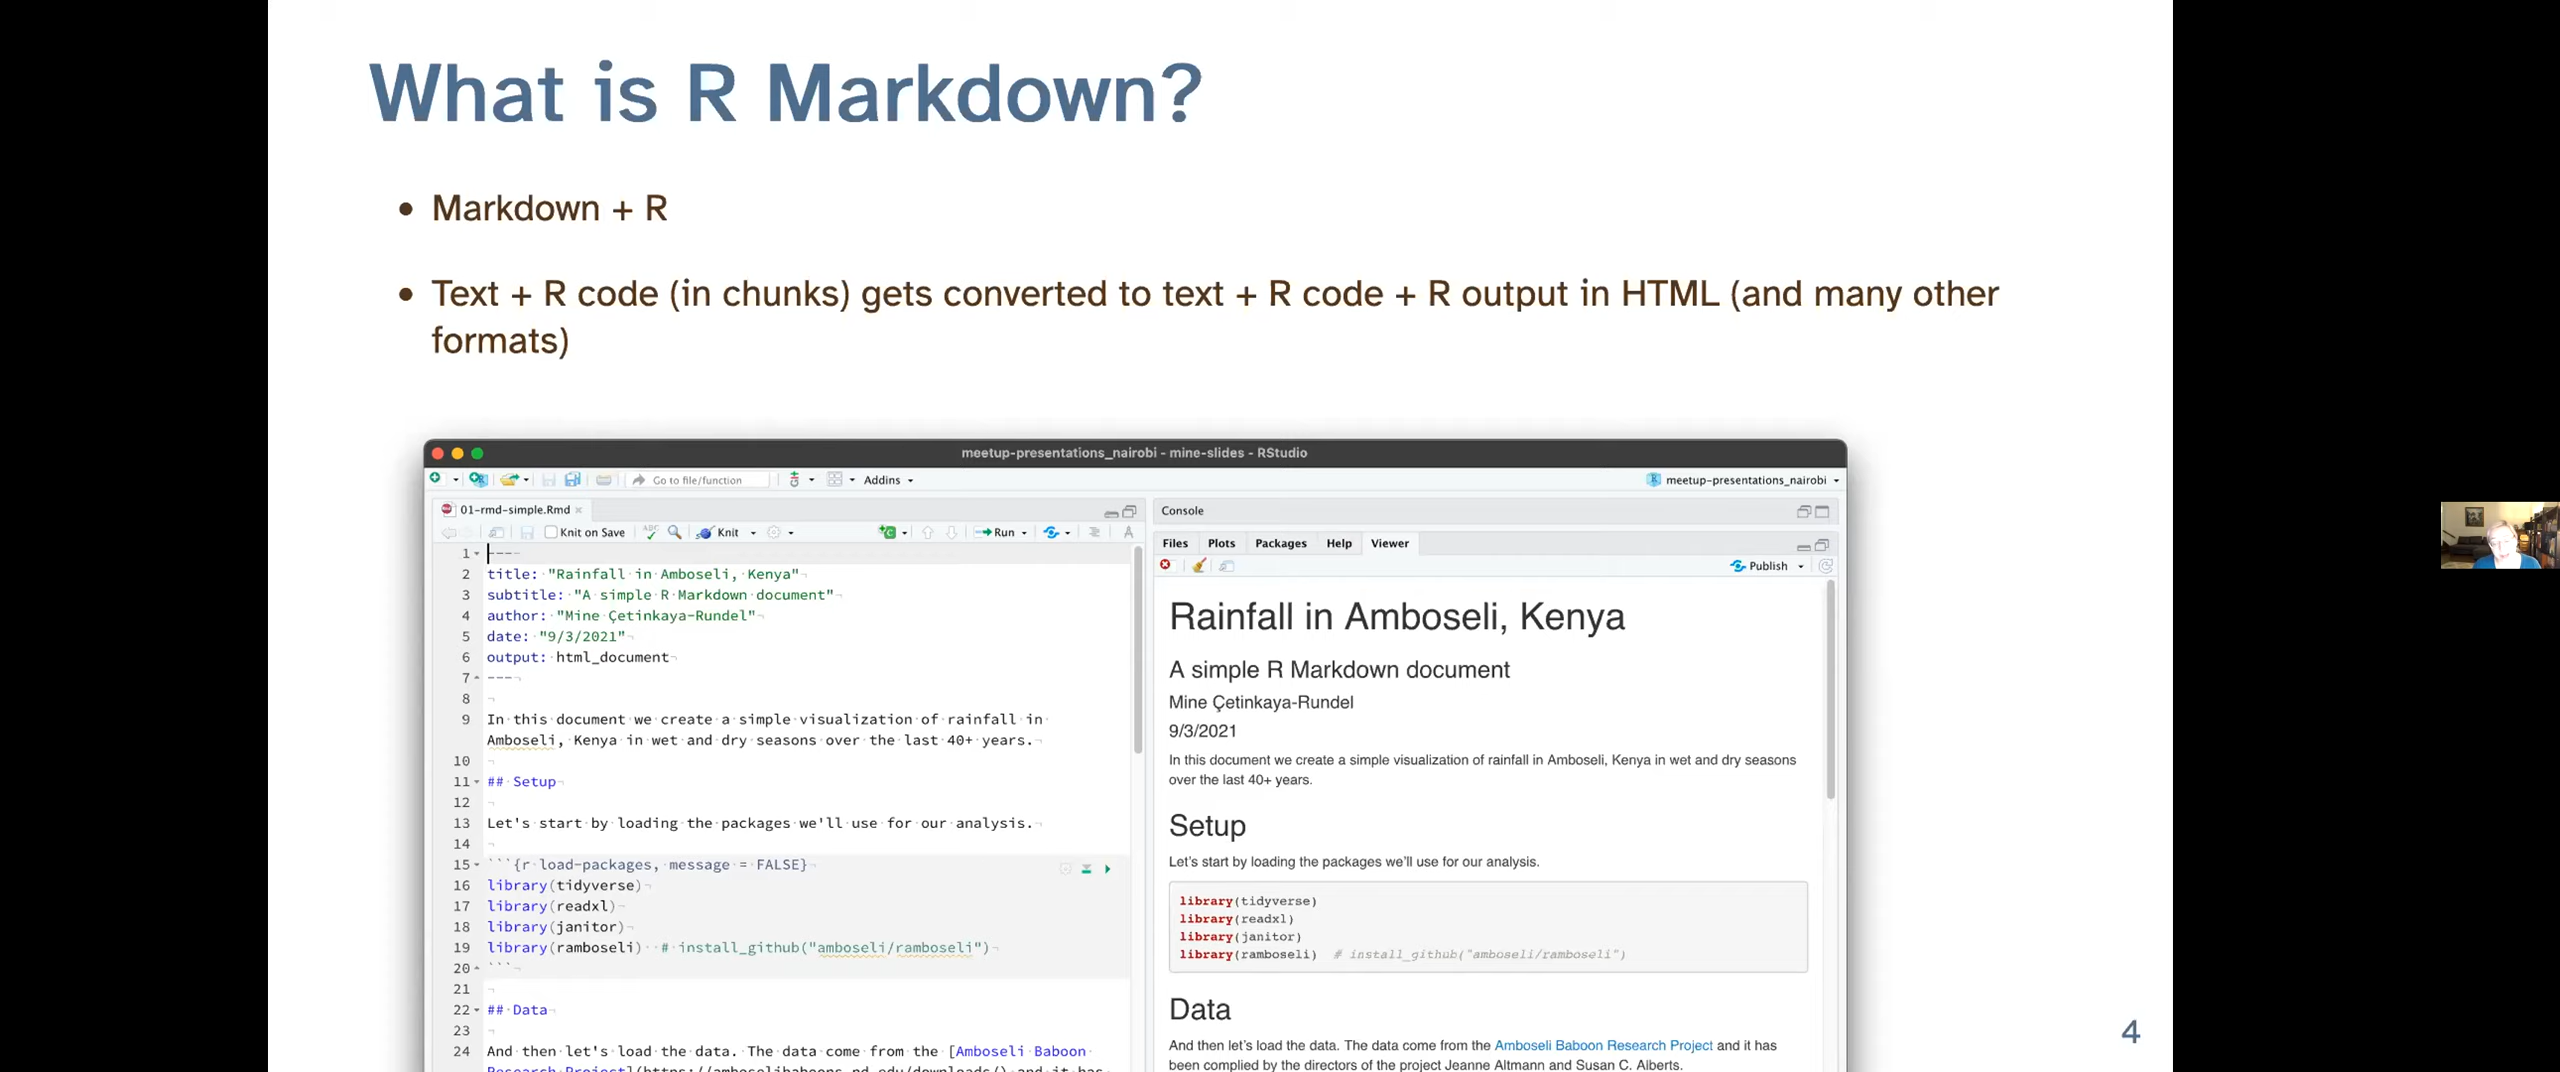 What is R Markdown?
• Markdown + R
• Text + R code (in chunks) gets converted to text + R code + R output in HTML (and many other
formats)
meetup-presentations_nairobi - mine-slides - RStudio
Go to file/function
Addins
meetup-presentations_nairobi
01-rmd-simple.Rmd
Knit on Save
ABC
Knit
Run
1 ---
2 title: "Rainfall in Amboseli, Kenya"
3 subtitle: "A simple R Markdown document"
4 author: "Mine Çetinkaya-Rundel"
5 date: "9/3/2021"
6 output: html_document
7 ---
8
9 In this document we create a simple visualization of rainfall in
Amboseli, Kenya in wet and dry seasons over the last 40+ years.
10
11 ## Setup
12
13 Let's start by loading the packages we'll use for our analysis.
14
15 ```{r load-packages, message = FALSE}
16 library(tidyverse)
17 library(readxl)
18 library(janitor)
19 library(ramboseli)  # install_github("amboseli/ramboseli")
20 ```
21
22 ## Data
23
24 And then let's load the data. The data come from the [Amboseli Baboon
Research Project](https://amboselibaboons.nd.edu/downloads/) and it has
Console
Files Plots Packages Help Viewer
Publish
Rainfall in Amboseli, Kenya
A simple R Markdown document
Mine Çetinkaya-Rundel
9/3/2021
In this document we create a simple visualization of rainfall in Amboseli, Kenya in wet and dry seasons
over the last 40+ years.
Setup
Let's start by loading the packages we'll use for our analysis.
library(tidyverse)
library(readxl)
library(janitor)
library(ramboseli)  # install_github("amboseli/ramboseli")
Data
And then let's load the data. The data come from the Amboseli Baboon Research Project and it has
been complied by the directors of the project Jeanne Altmann and Susan C. Alberts.
4